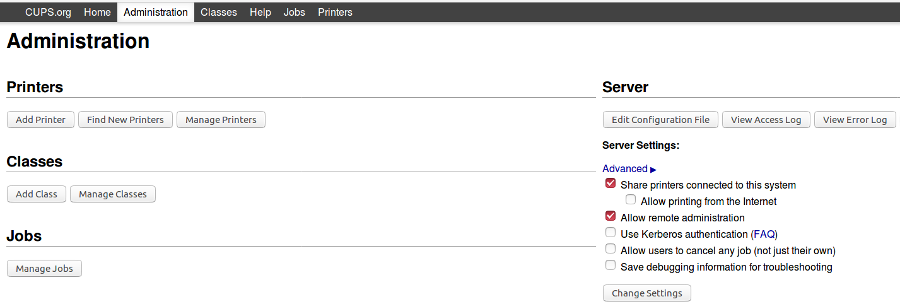 CUPS.org Home Administration Classes Help Jobs Printers
Administration
Printers
Add Printer Find New Printers Manage Printers
Classes
Add Class Manage Classes
Jobs
Manage Jobs
Server
Edit Configuration File View Access Log View Error Log
Server Settings:
Advanced ▶
Share printers connected to this system
Allow printing from the Internet
Allow remote administration
Use Kerberos authentication (FAQ)
Allow users to cancel any job (not just their own)
Save debugging information for troubleshooting
Change Settings